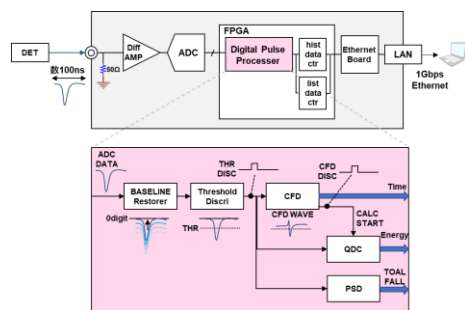 FPGA
DET
Diff
AMP
ADC
Digital Pulse
Processer
hist
data
ctr
list
data
ctr
Ethernet
Board
LAN
50Ω
数100ns
1Gbps
Ethernet
ADC
DATA
THR
DISC
CFD
DISC
BASELINE
Restorer
Threshold
Discri
CFD
Time
0digit
THR
CFD WAVE
CALC
START
QDC
Energy
PSD
TOAL
FALL